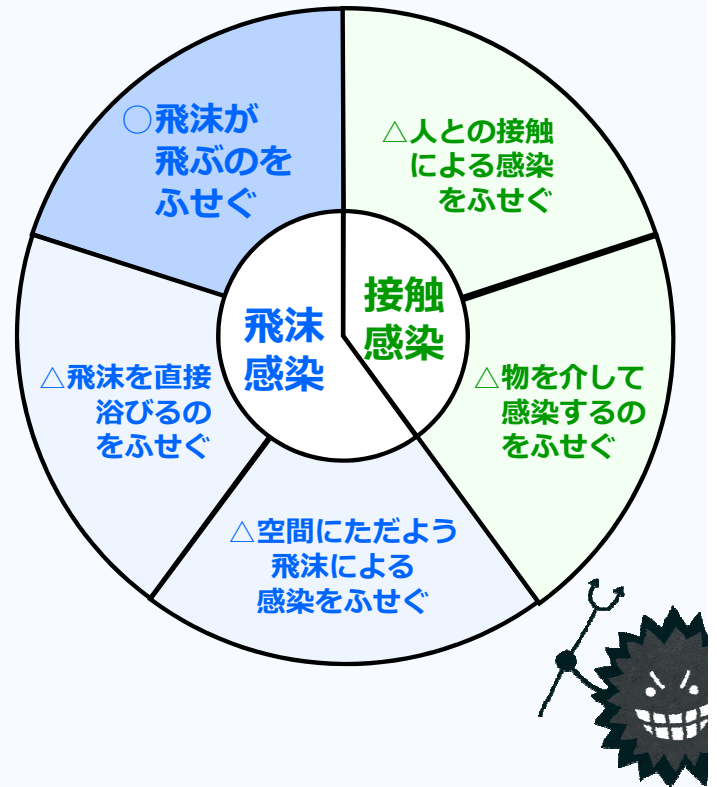 ○飛沫が
飛ぶのを
ふせぐ
△人との接触
による感染
をふせぐ
飛沫
感染
接触
感染
△飛沫を直接
浴びるの
をふせぐ
△物を介して
感染するの
をふせぐ
△空間にただよう
飛沫による
感染をふせぐ